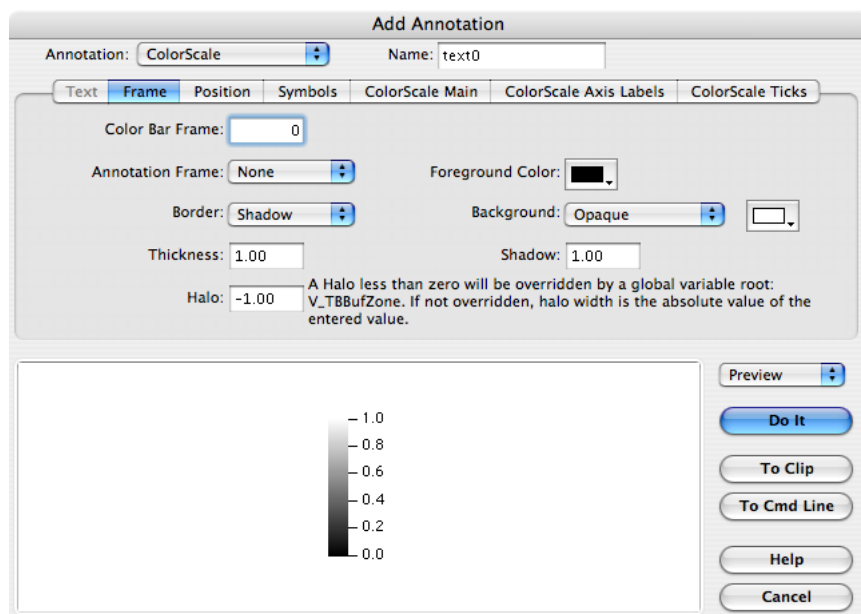 Add Annotation
Annotation: ColorScale Name: text0
Text Frame Position Symbols ColorScale Main ColorScale Axis Labels ColorScale Ticks
Color Bar Frame: 0
Annotation Frame: None Foreground Color:
Border: Shadow Background: Opaque
Thickness: 1.00 Shadow: 1.00
Halo: -1.00 A Halo less than zero will be overridden by a global variable root:
V_TBBufZone. If not overridden, halo width is the absolute value of the
entered value.
Preview
1.0
Do It
0.8
0.6
To Clip
0.4
To Cmd Line
0.2
0.0
Help
Cancel